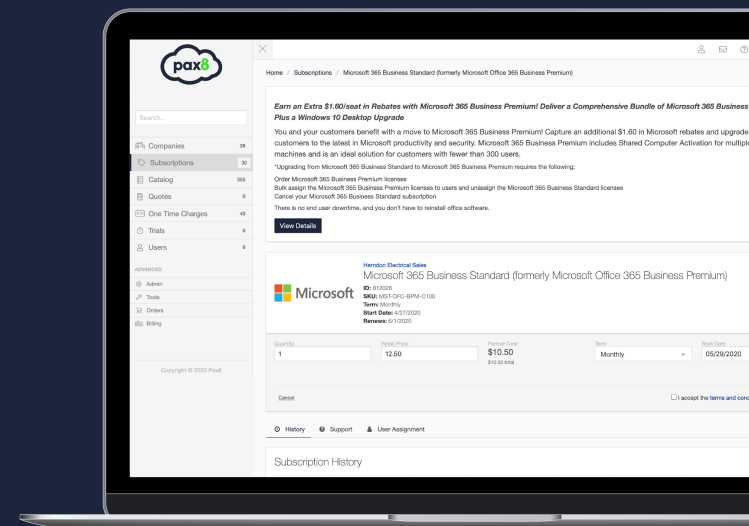 pax8
Home / Subscriptions / Microsoft 365 Business Standard (formerly Microsoft Office 365 Business Premium)
Search...
Companies 36
Subscriptions 30
Catalog 355
Quotes 0
One Time Charges 49
Trials 0
Users 8
ADVANCED
Admin
Tools
Orders
Billing
Copyright © 2020 Pax8
Earn an Extra $1.60/seat in Rebates with Microsoft 365 Business Premium! Deliver a Comprehensive Bundle of Microsoft 365 Business
Plus a Windows 10 Desktop Upgrade
You and your customers benefit with a move to Microsoft 365 Business Premium! Capture an additional $1.60 in Microsoft rebates and upgrade
customers to the latest in Microsoft productivity and security. Microsoft 365 Business Premium includes Shared Computer Activation for multiple
machines and is an ideal solution for customers with fewer than 300 users.
*Upgrading from Microsoft 365 Business Standard to Microsoft 365 Business Premium requires the following:
Order Microsoft 365 Business Premium licenses
Bulk assign the Microsoft 365 Business Premium licenses to users and unassign the Microsoft 365 Business Standard licenses
Cancel your Microsoft 365 Business Standard subscription
There is no end user downtime, and you don't have to reinstall office software.
View Details
Microsoft
Herndon Electrical Sales
Microsoft 365 Business Standard (formerly Microsoft Office 365 Business Premium)
ID: 812026
SKU: MST-OFC-BPM-C100
Term: Monthly
Start Date: 4/27/2020
Renews: 5/1/2020
Quantity Retail Price Partner Cost Term Start Date
1 12.50 $10.50 Monthly 05/29/2020
$10.50 total
Cancel I accept the terms and cond
History Support User Assignment
Subscription History